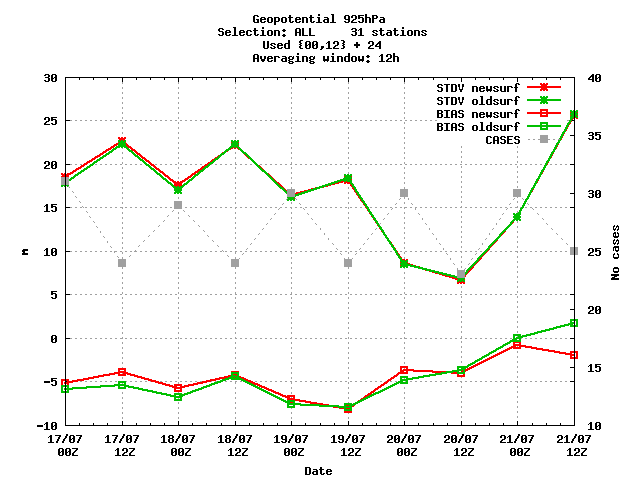 Geopotential 925hPa
Selection: ALL 31 stations
Used {00,12} + 24
Averaging window: 12h
STDV newsurf
STDV oldsurf
BIAS newsurf
BIAS oldsurf
CASES
30
25
20
15
10
5
0
-5
-10
m
40
35
30
25
20
15
10
No cases
17/07 17/07 18/07 18/07 19/07 19/07 20/07 20/07 21/07 21/07
00Z 12Z 00Z 12Z 00Z 12Z 00Z 12Z 00Z 12Z
Date